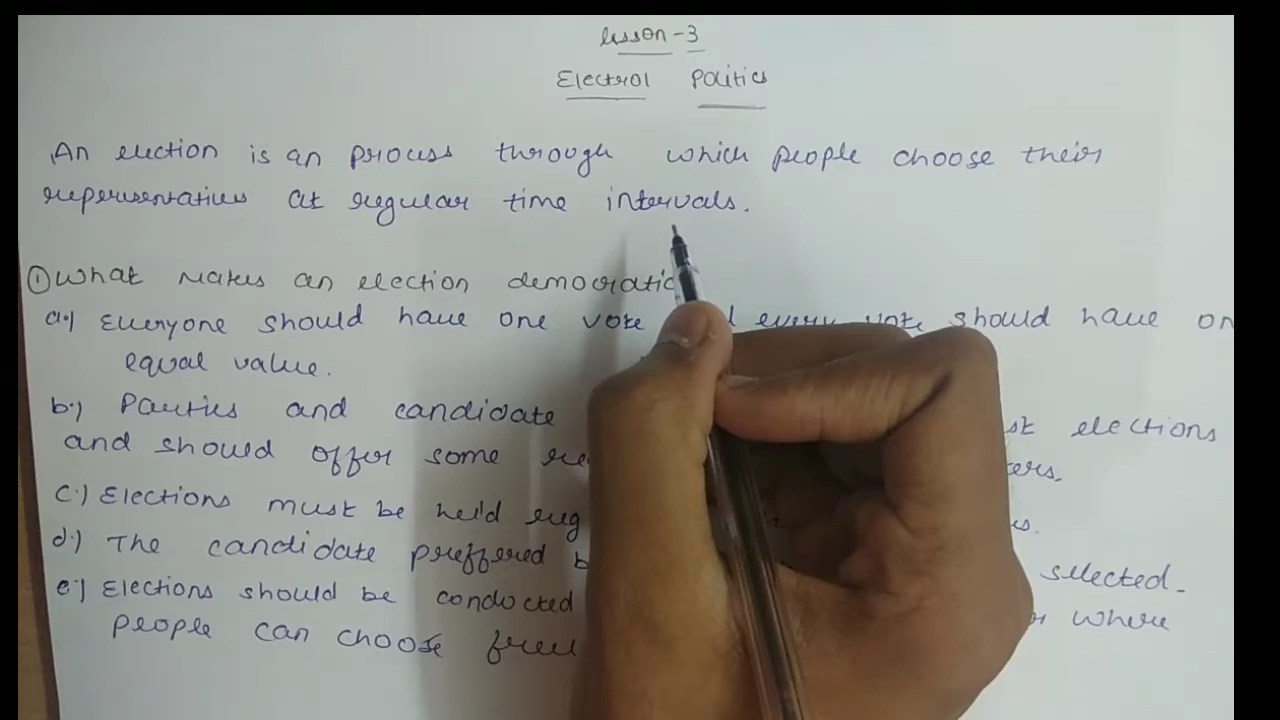 lesson - 3
Electrol Politics
An election is an process through which people choose their
representatives at regular time intervals.
① What makes an election democratic
a.) Everyone should have one vote every vote should have on
equal value.
b.) Parties and candidate elections
and should offer some
c.) Elections must be held
d.) The candidate preffered selected.
e.) Elections should be conducted where
people can choose